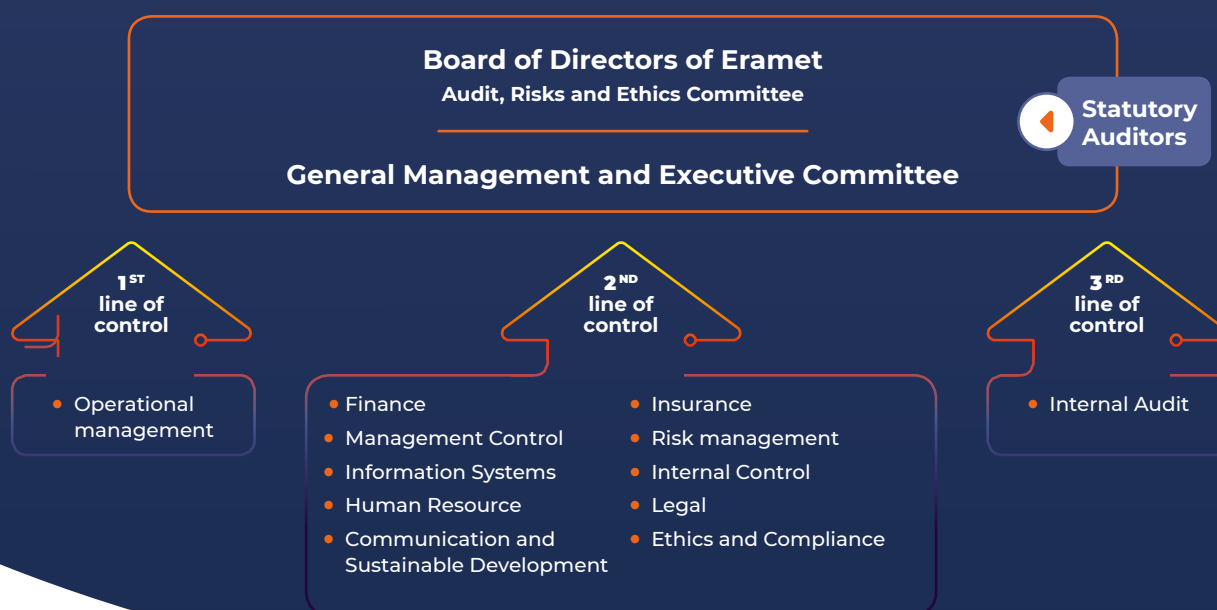 Board of Directors of Eramet
Audit, Risks and Ethics Committee
General Management and Executive Committee
Statutory
Auditors
1ST
line of
control
2ND
line of
control
3RD
line of
control
Operational
management
Finance
Management Control
Information Systems
Human Resource
Communication and
Sustainable Development
Insurance
Risk management
Internal Control
Legal
Ethics and Compliance
Internal Audit